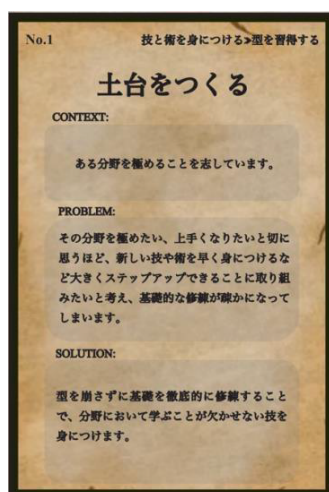 No.1
技と術を身につける≫型を習得する
土台をつくる
CONTEXT:
ある分野を極めることを志しています。
PROBLEM:
その分野を極めたい、上手くなりたいと切に
思うほど、新しい技や術を早く身につけるな
ど大きくステップアップできることに取り組
みたいと考え、基礎的な修練が疎かになって
しまいます。
SOLUTION:
型を崩さずに基礎を徹底的に修練すること
で、分野において学ぶことが欠かせない技を
身につけます。